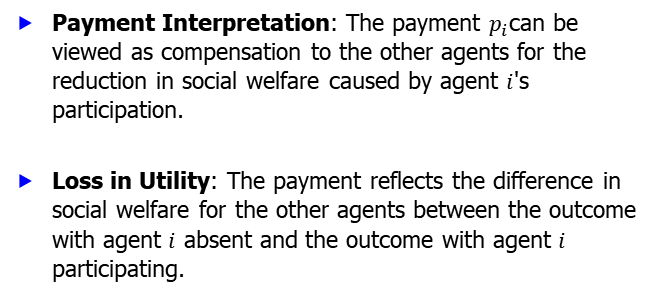 Payment Interpretation: The payment p_i can be
viewed as compensation to the other agents for the
reduction in social welfare caused by agent i's
participation.
Loss in Utility: The payment reflects the difference in
social welfare for the other agents between the outcome
with agent i absent and the outcome with agent i
participating.